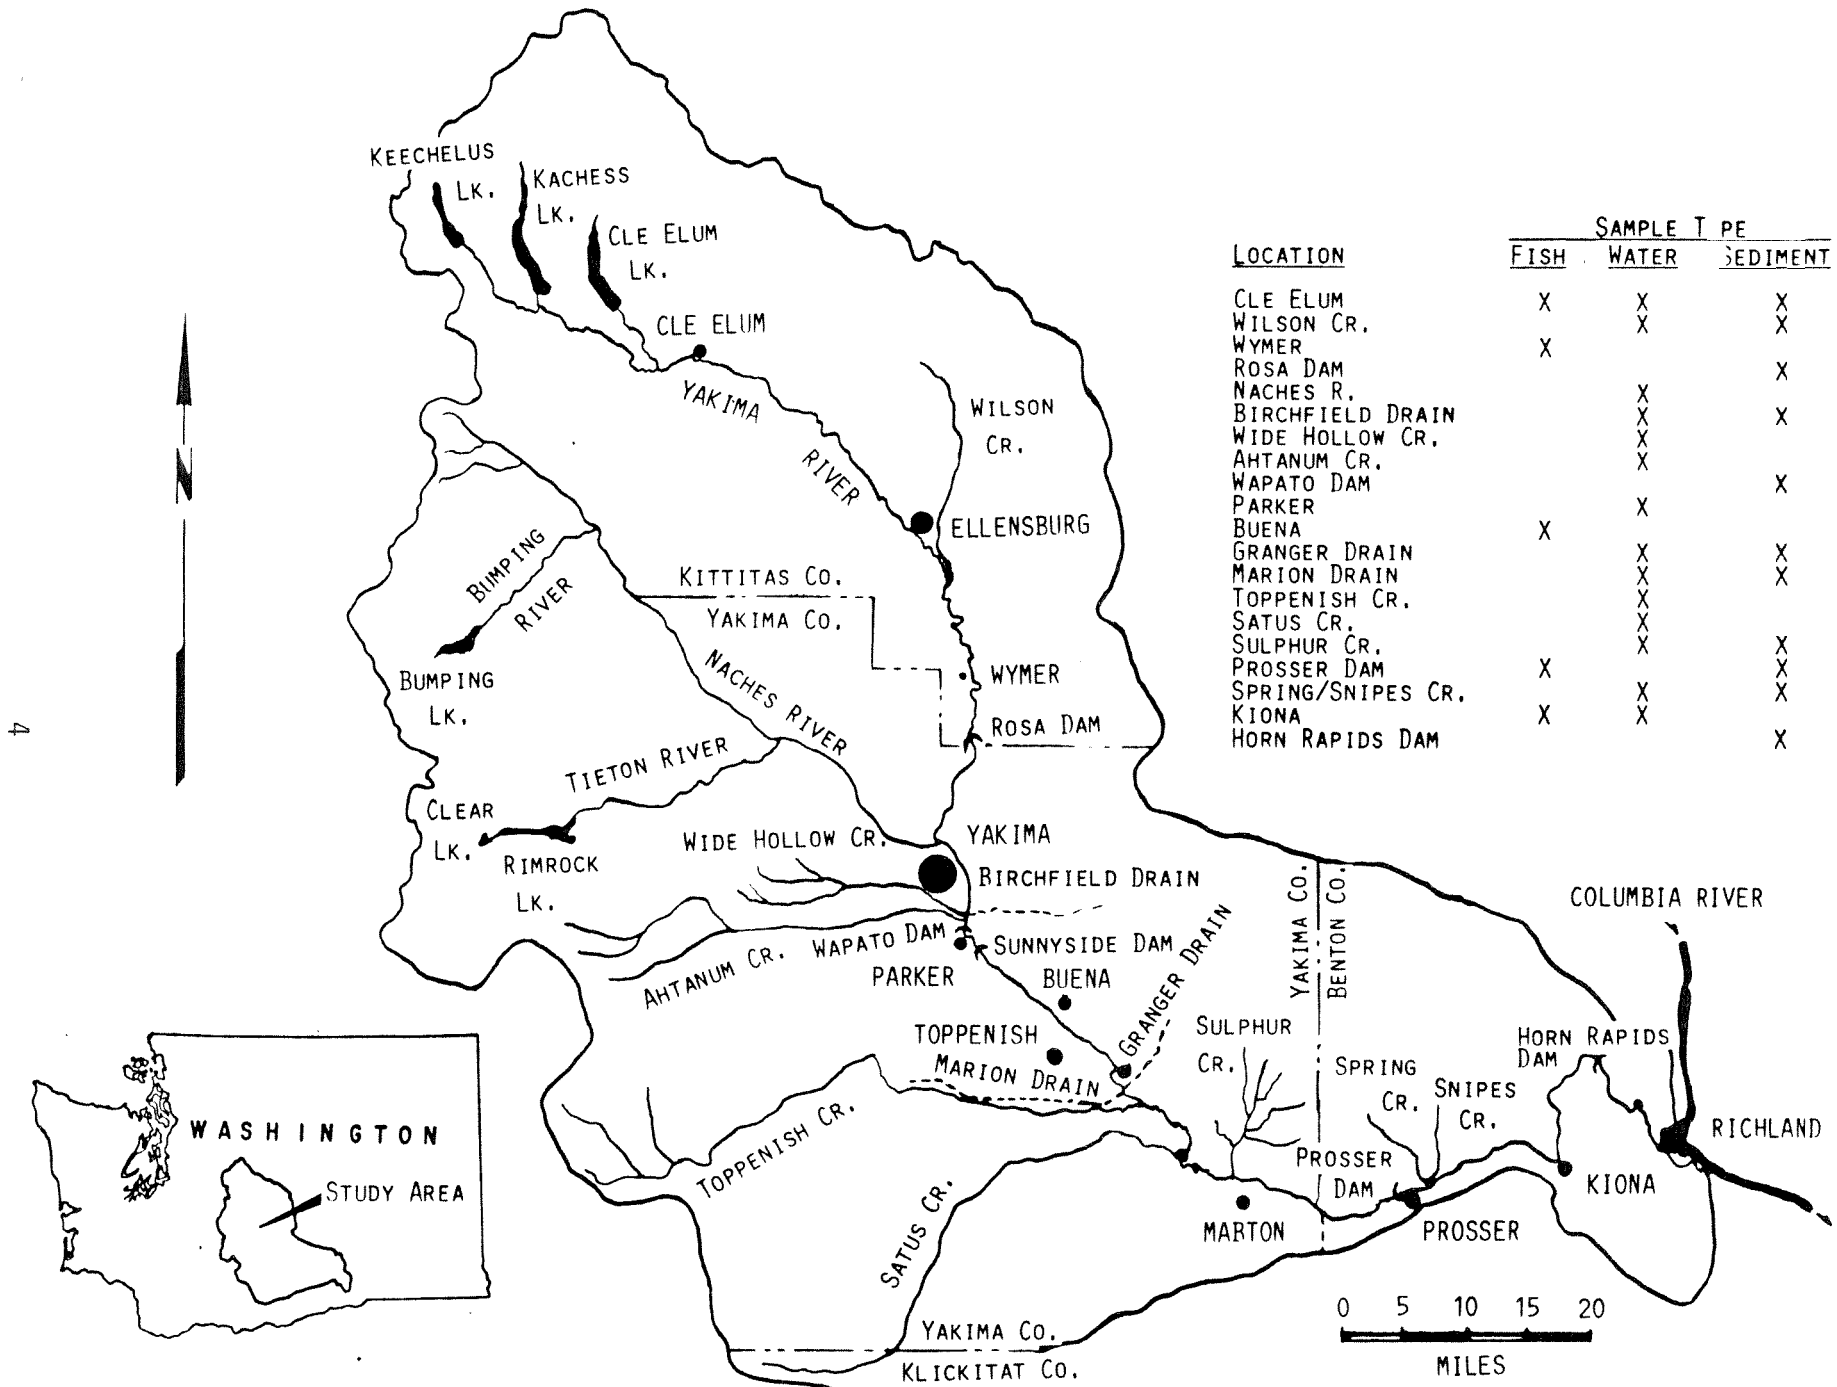 KEECHELUS
LK.
KACHESS
LK.
CLE ELUM
LK.
CLE ELUM
YAKIMA
RIVER
WILSON
CR.
ELLENSBURG
BUMPING
RIVER
BUMPING
LK.
KITTITAS CO.
YAKIMA CO.
NACHES RIVER
WYMER
ROSA DAM
TIETON RIVER
CLEAR
LK.
RIMROCK
LK.
WIDE HOLLOW CR.
YAKIMA
BIRCHFIELD DRAIN
AHTANUM CR.
WAPATO DAM
SUNNYSIDE DAM
PARKER
BUENA
GRANGER DRAIN
TOPPENISH
MARION DRAIN
TOPPENISH CR.
SATUS CR.
SULPHUR
CR.
YAKIMA CO.
BENTON CO.
SPRING
CR.
SNIPES
CR.
PROSSER
DAM
MABTON
PROSSER
KIONA
HORN RAPIDS
DAM
COLUMBIA RIVER
RICHLAND
YAKIMA CO.
KLICKITAT CO.
0 5 10 15 20
MILES
WASHINGTON
STUDY AREA
N
4
SAMPLE T PE
LOCATION FISH WATER SEDIMENT
CLE ELUM X X X
WILSON CR. X X
WYMER X
ROSA DAM X
NACHES R. X
BIRCHFIELD DRAIN X X
WIDE HOLLOW CR. X
AHTANUM CR. X
WAPATO DAM X
PARKER X
BUENA X
GRANGER DRAIN X X
MARION DRAIN X X
TOPPENISH CR. X
SATUS CR. X
SULPHUR CR. X X
PROSSER DAM X X
SPRING/SNIPES CR. X X
KIONA X X
HORN RAPIDS DAM X